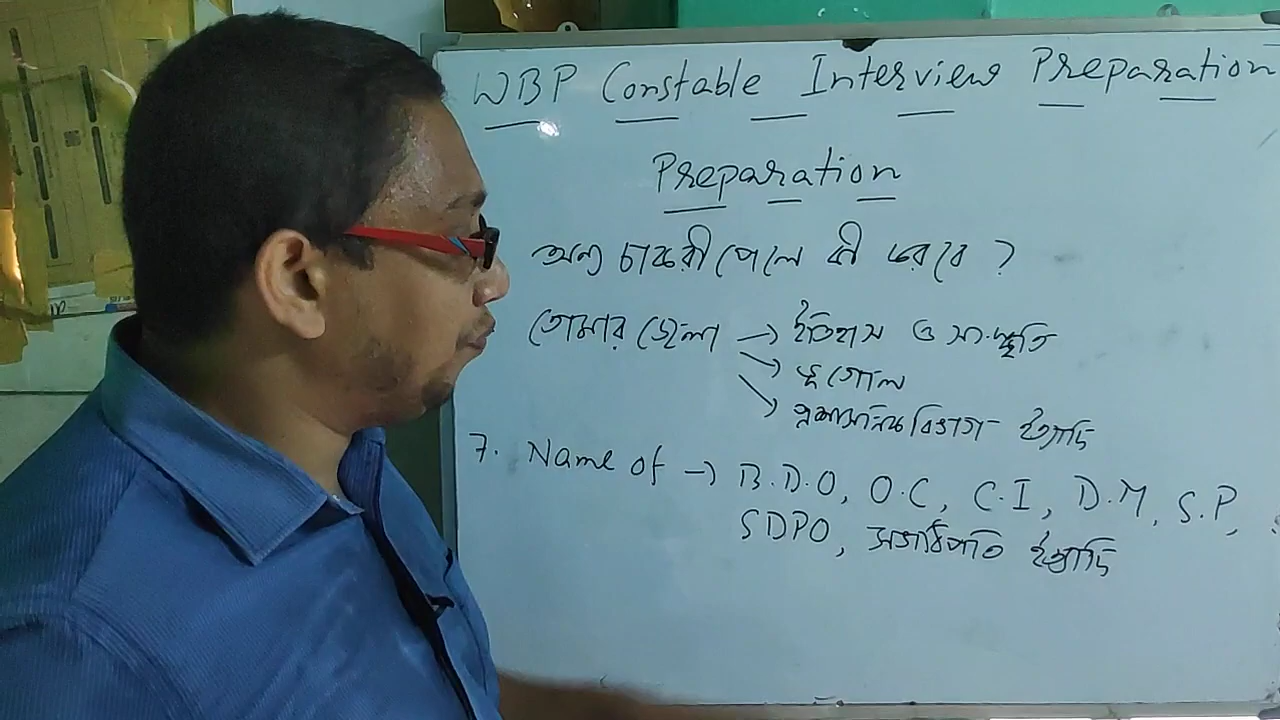 WBP Constable Interview Preparation
Preparation
অন্য চাকরী পেলে কী করবে ?
তোমার জেলা → ইতিহাস ও সংস্কৃতি
→ ভূগোল
→ প্রশাসনিক বিভাগ ইত্যাদি
7. Name of → B.D.O, O.C, C.I, D.M, S.P,
SDPO, সভাধিপতি ইত্যাদি